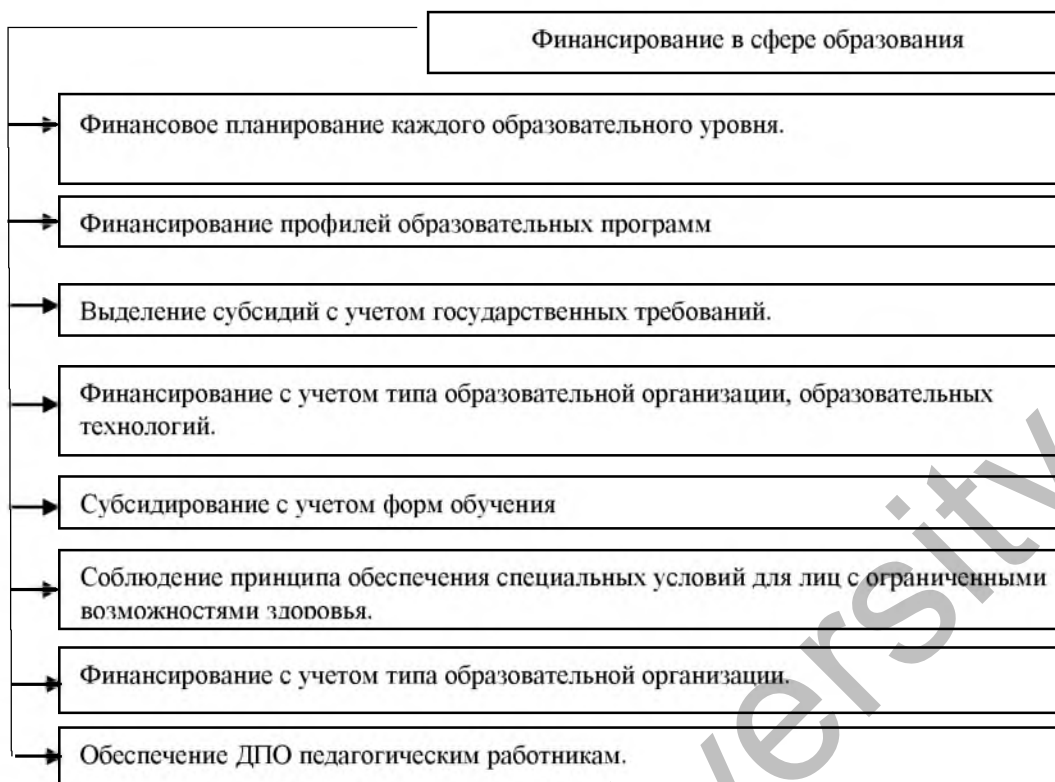 Финансирование в сфере образования
Финансовое планирование каждого образовательного уровня.
Финансирование профилей образовательных программ
Выделение субсидий с учетом государственных требований.
Финансирование с учетом типа образовательной организации, образовательных
технологий.
Субсидирование с учетом форм обучения
Соблюдение принципа обеспечения специальных условий для лиц с ограниченными
возможностями здоровья.
Финансирование с учетом типа образовательной организации.
Обеспечение ДПО педагогическим работникам.
versity